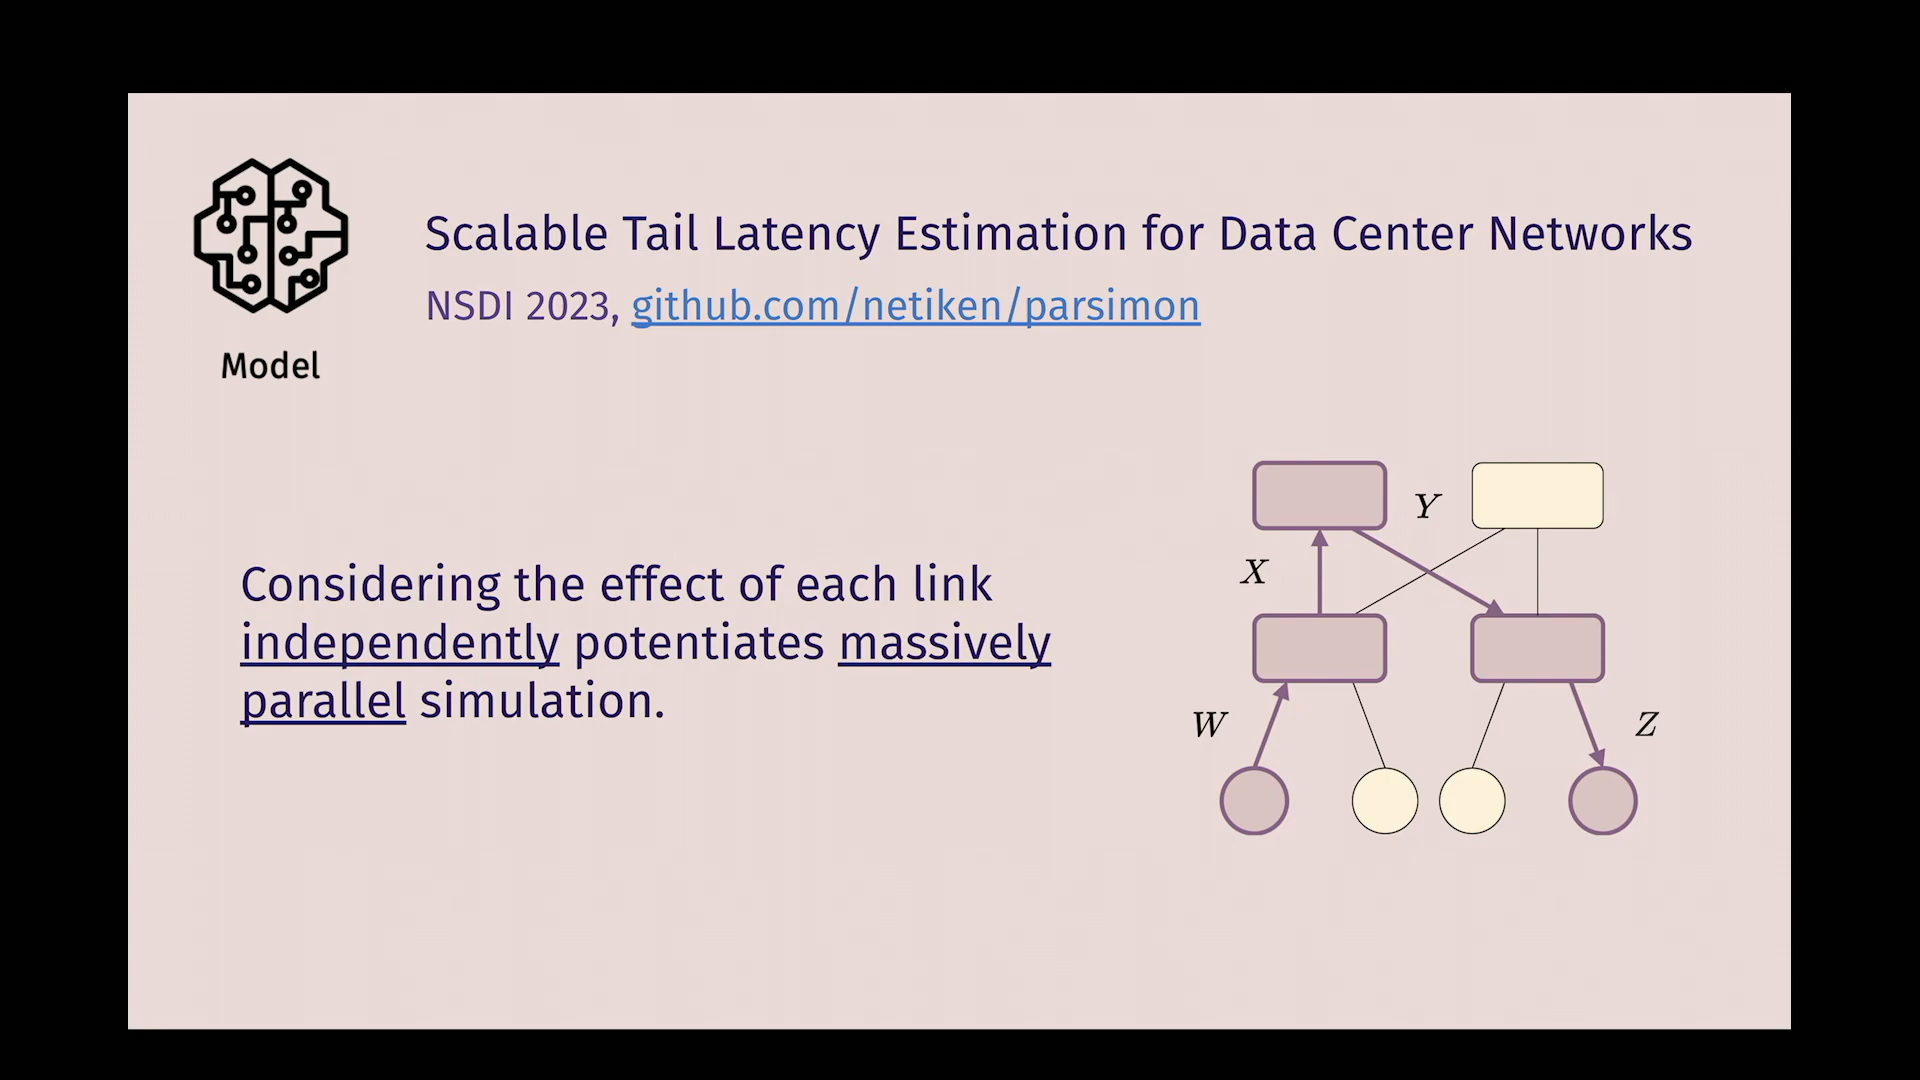 Scalable Tail Latency Estimation for Data Center Networks
NSDI 2023, github.com/netiken/parsimon
Model
Considering the effect of each link
independently potentiates massively
parallel simulation.
Y
X
W
Z